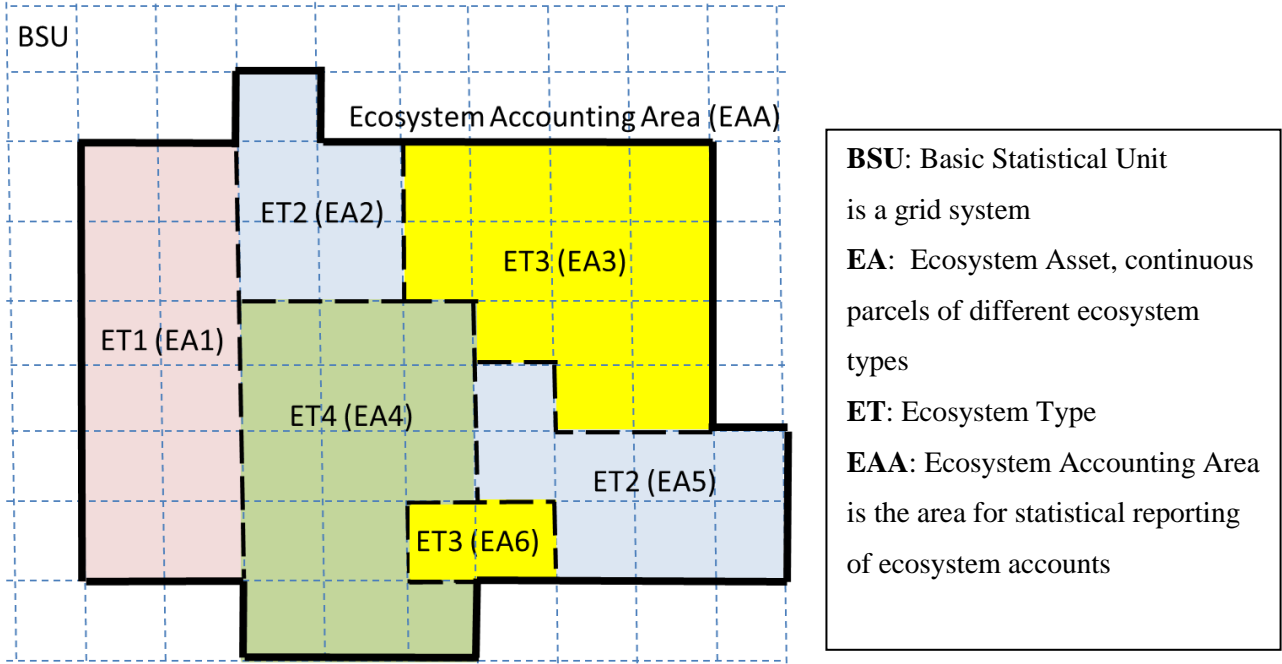 BSU
Ecosystem Accounting Area (EAA)
ET2 (EA2)
ET3 (EA3)
ET1 (EA1)
ET4 (EA4)
ET2 (EA5)
ET3 (EA6)
BSU: Basic Statistical Unit
is a grid system
EA: Ecosystem Asset, continuous
parcels of different ecosystem
types
ET: Ecosystem Type
EAA: Ecosystem Accounting Area
is the area for statistical reporting
of ecosystem accounts